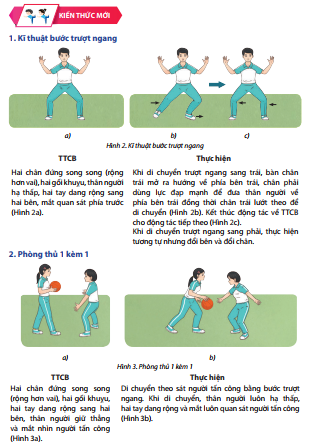 KIẾN THỨC MỚI
1. Kĩ thuật bước trượt ngang
a)
b)
c)
Hình 2. Kĩ thuật bước trượt ngang
TTCB
Hai chân đứng song song (rộng
hơn vai), hai gối khuỵu, thân người
hạ thấp, hai tay dang rộng sang
hai bên, mắt quan sát phía trước
(Hình 2a).
Thực hiện
Khi di chuyển trượt ngang sang trái, bàn chân
trái mở ra hướng về phía bên trái, chân phải
dùng lực đạp mạnh để đưa thân người về
phía bên trái đồng thời chân trái lướt theo để
di chuyển (Hình 2b). Kết thúc động tác về TTCB
cho động tác tiếp theo (Hình 2c).
Khi di chuyển trượt ngang sang phải, thực hiện
tương tự nhưng đổi bên và đổi chân.
2. Phòng thủ 1 kèm 1
a)
b)
Hình 3. Phòng thủ 1 kèm 1
TTCB
Hai chân đứng song song
(rộng hơn vai), hai gối khuỵu,
hai tay dang rộng sang hai
bên, thân người giữ thẳng
và mắt nhìn người tấn công
(Hình 3a).
Thực hiện
Di chuyển theo sát người tấn công bằng bước trượt
ngang. Khi di chuyển, thân người luôn hạ thấp,
hai tay dang rộng và mắt luôn quan sát người tấn công
(Hình 3b).